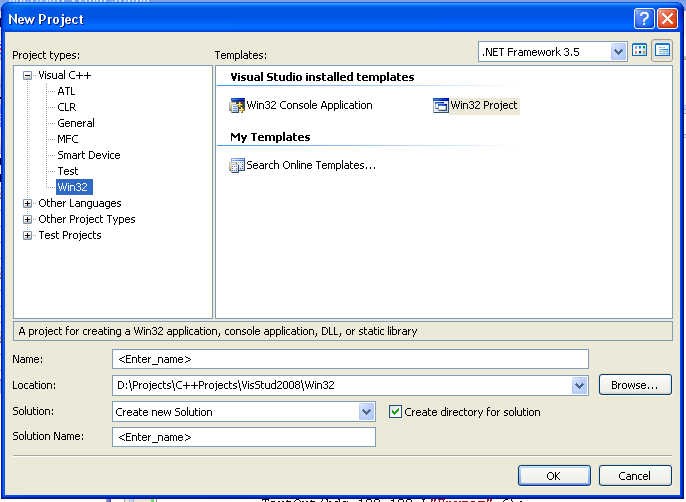 New Project
Project types:
Templates:
.NET Framework 3.5
Visual C++
ATL
CLR
General
MFC
Smart Device
Test
Win32
Other Languages
Other Project Types
Test Projects
Visual Studio installed templates
Win32 Console Application
Win32 Project
My Templates
Search Online Templates...
A project for creating a Win32 application, console application, DLL, or static library
Name:
<Enter_name>
Location:
D:\Projects\C++Projects\VisStud2008\Win32
Browse...
Solution:
Create new Solution
Create directory for solution
Solution Name:
<Enter_name>
OK
Cancel